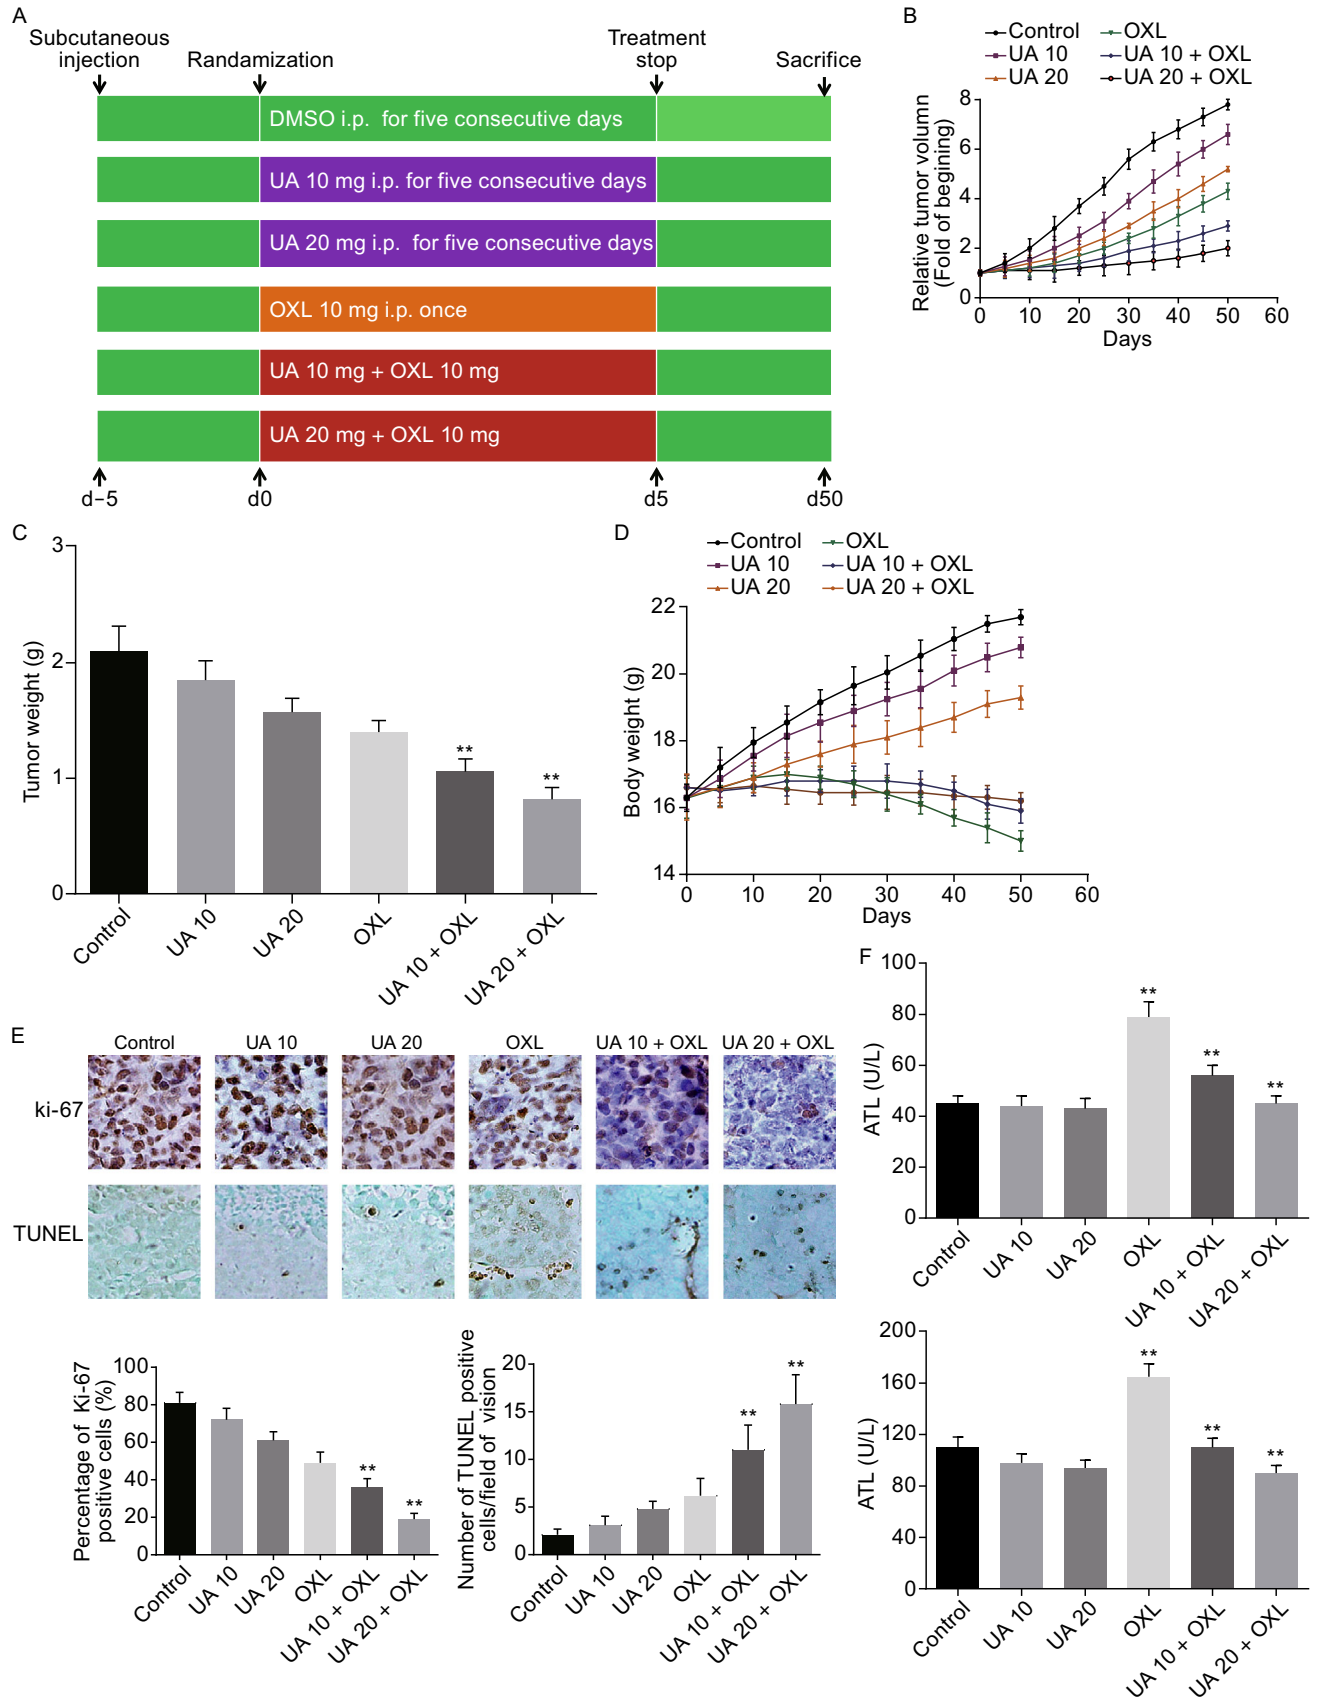 A
Subcutaneous
injection
Randamization
Treatment
stop
Sacrifice
DMSO i.p. for five consecutive days
UA 10 mg i.p. for five consecutive days
UA 20 mg i.p. for five consecutive days
OXL 10 mg i.p. once
UA 10 mg + OXL 10 mg
UA 20 mg + OXL 10 mg
d-5
d0
d5
d50
B
Control
UA 10
UA 20
OXL
UA 10 + OXL
UA 20 + OXL
Relative tumor volumn
(Fold of begining)
8
6
4
2
0
0 10 20 30 40 50 60
Days
C
Tumor weight (g)
3
2
1
0
**
**
Control
UA 10
UA 20
OXL
UA 10 + OXL
UA 20 + OXL
D
Control
UA 10
UA 20
OXL
UA 10 + OXL
UA 20 + OXL
Body weight (g)
22
20
18
16
14
0 10 20 30 40 50 60
Days
E
Control UA 10 UA 20 OXL UA 10 + OXL UA 20 + OXL
ki-67
TUNEL
Percentage of Ki-67
positive cells (%)
100
80
60
40
20
0
**
**
Control
UA 10
UA 20
OXL
UA 10 + OXL
UA 20 + OXL
Number of TUNEL positive
cells/field of vision
20
15
10
5
0
**
**
Control
UA 10
UA 20
OXL
UA 10 + OXL
UA 20 + OXL
F
ATL (U/L)
100
80
60
40
20
0
**
**
**
Control
UA 10
UA 20
OXL
UA 10 + OXL
UA 20 + OXL
ATL (U/L)
200
160
120
80
40
0
**
**
**
Control
UA 10
UA 20
OXL
UA 10 + OXL
UA 20 + OXL